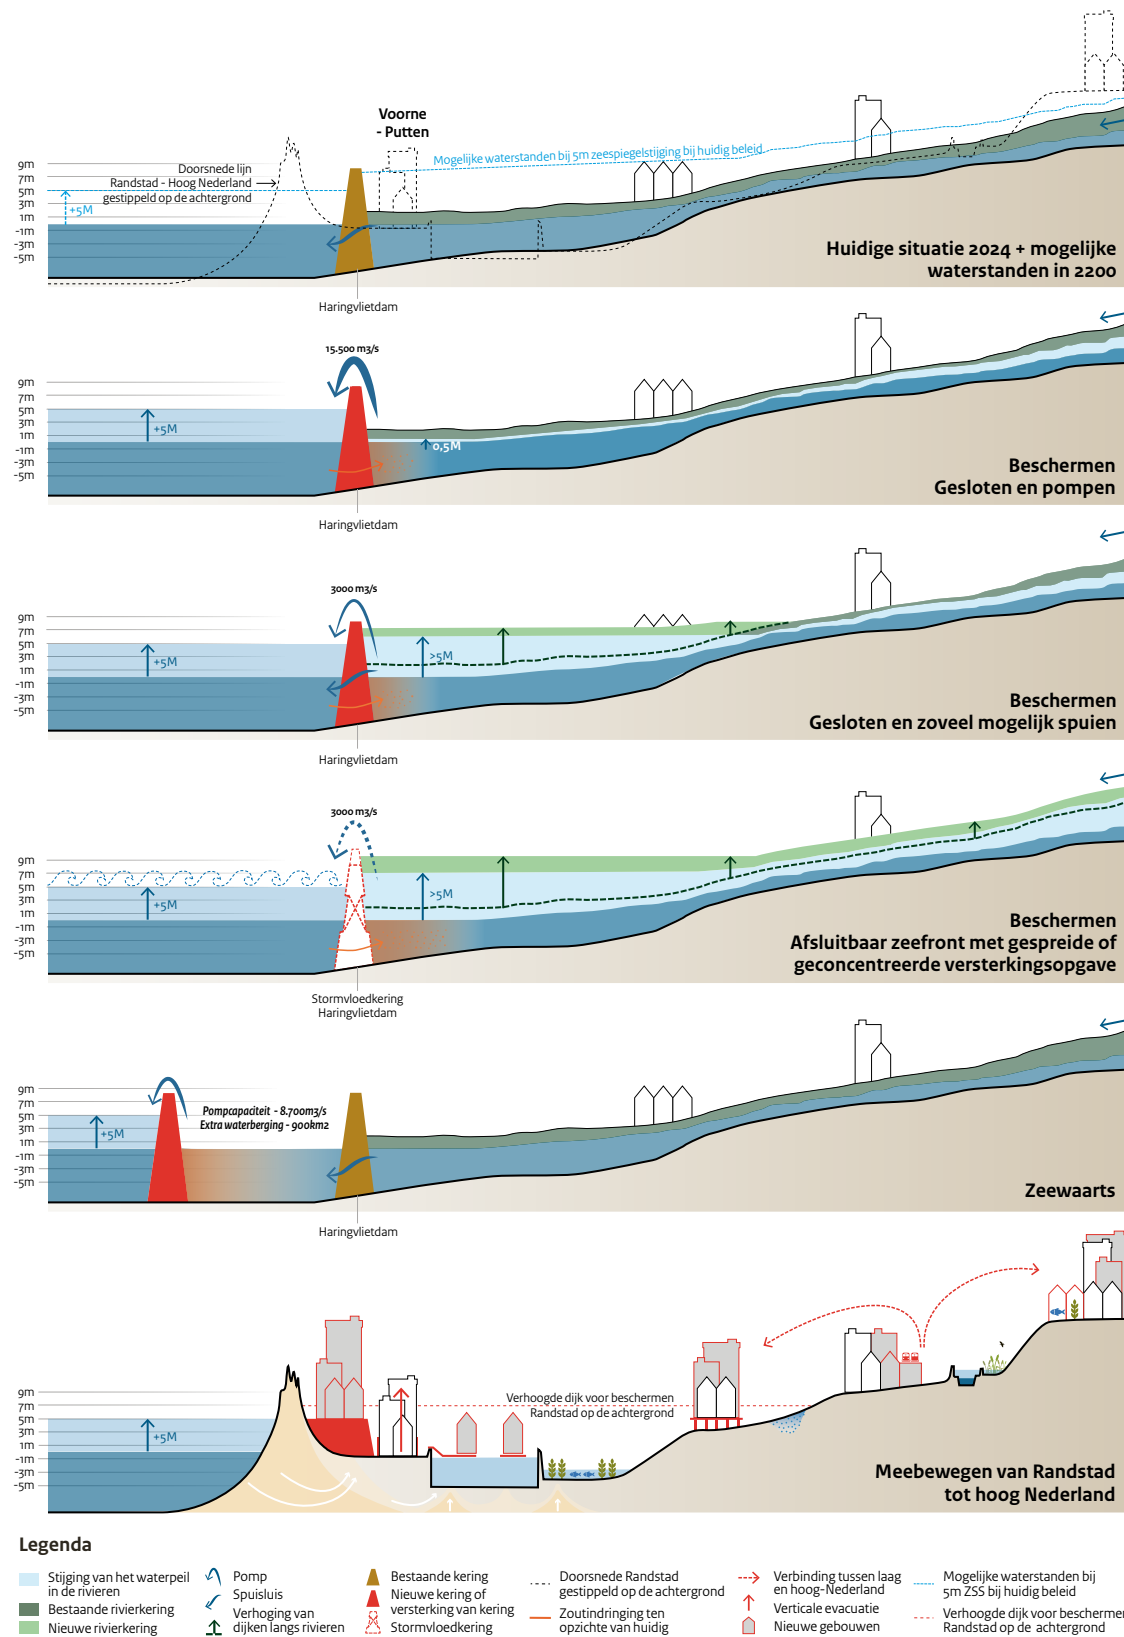 Voorne
- Putten
Mogelijke waterstanden bij 5m zeespiegelstijging bij huidig beleid
Doorsnede lijn
Randstad - Hoog Nederland
gestippeld op de achtergrond
9m
7m
5m
3m
1m
-1m
-3m
-5m
+5M
Haringvlietdam
Huidige situatie 2024 + mogelijke
waterstanden in 2200
15.500 m3/s
9m
7m
5m
3m
1m
-1m
-3m
-5m
+5M
0,5M
Haringvlietdam
Beschermen
Gesloten en pompen
3000 m3/s
9m
7m
5m
3m
1m
-1m
-3m
-5m
+5M
>5M
Haringvlietdam
Beschermen
Gesloten en zoveel mogelijk spuien
3000 m3/s
9m
7m
5m
3m
1m
-1m
-3m
-5m
+5M
>5M
Stormvloedkering
Haringvlietdam
Beschermen
Afsluitbaar zeefront met gespreide of
geconcentreerde versterkingsopgave
9m
7m
5m
3m
1m
-1m
-3m
-5m
+5M
Pompcapaciteit - 8.700m3/s
Extra waterberging - 900km2
Haringvlietdam
Zeewaarts
9m
7m
5m
3m
1m
-1m
-3m
-5m
+5M
Verhoogde dijk voor beschermen
Randstad op de achtergrond
Meebewegen van Randstad
tot hoog Nederland
Legenda
Stijging van het waterpeil
in de rivieren
Bestaande rivierkering
Nieuwe rivierkering
Pomp
Spuisluis
Verhoging van
dijken langs rivieren
Bestaande kering
Nieuwe kering of
versterking van kering
Stormvloedkering
Doorsnede Randstad
gestippeld op de achtergrond
Zoutindringing ten
opzichte van huidig
Verbinding tussen laag
en hoog-Nederland
Verticale evacuatie
Nieuwe gebouwen
Mogelijke waterstanden bij
5m ZSS bij huidig beleid
Verhoogde dijk voor beschermen
Randstad op de achtergrond